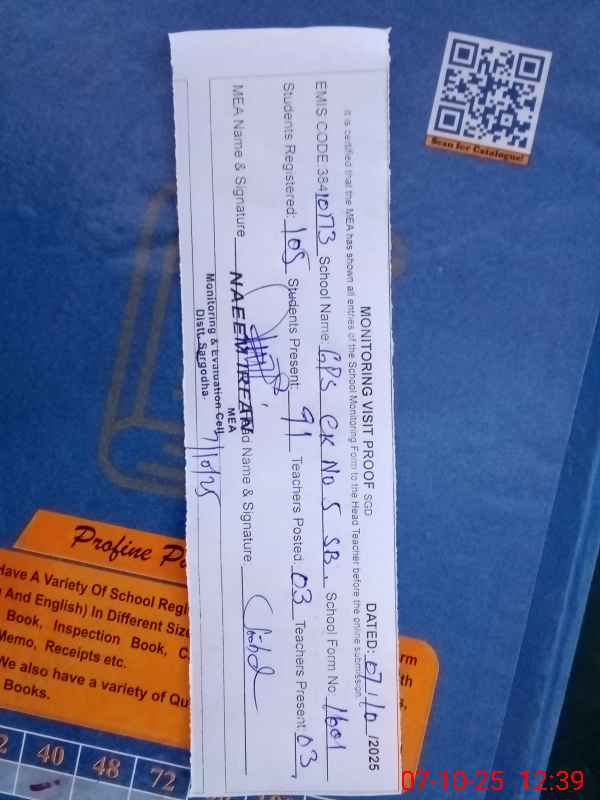 MONITORING VISIT PROOF SGD DATED: 07/10/2025
It is certified that the MEA has shown all entries of the School Monitoring Form to the Head Teacher before the online submission.
EMIS CODE 38410773 School Name: GPS CK NO 5 SB. School Form No 1601
Students Registered: 105 Students Present: 91 Teachers Posted: 03 Teachers Present 03,
MEA Name & Signature ad Name & Signature
NAEEM IRFAN
MEA
Monitoring & Evaluation Cell
Distt Sargodha.
7/10/25
Scan for Catalogue!
Profine P
Have A Variety Of School Regi
And English) In Different Size
Book, Inspection Book, C
Memo, Receipts etc.
We also have a variety of Qu
Books.
2 40 48 72
07-10-25 12:39